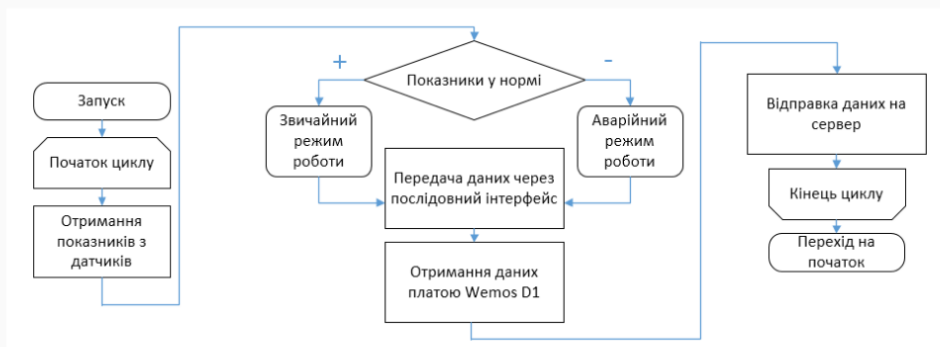 Запуск
Початок циклу
Отримання
показників з
датчиків
Показники у нормі
+
-
Звичайний
режим
роботи
Аварійний
режим
роботи
Передача даних через
послідовний інтерфейс
Отримання даних
платою Wemos D1
Відправка даних на
сервер
Кінець циклу
Перехід на
початок